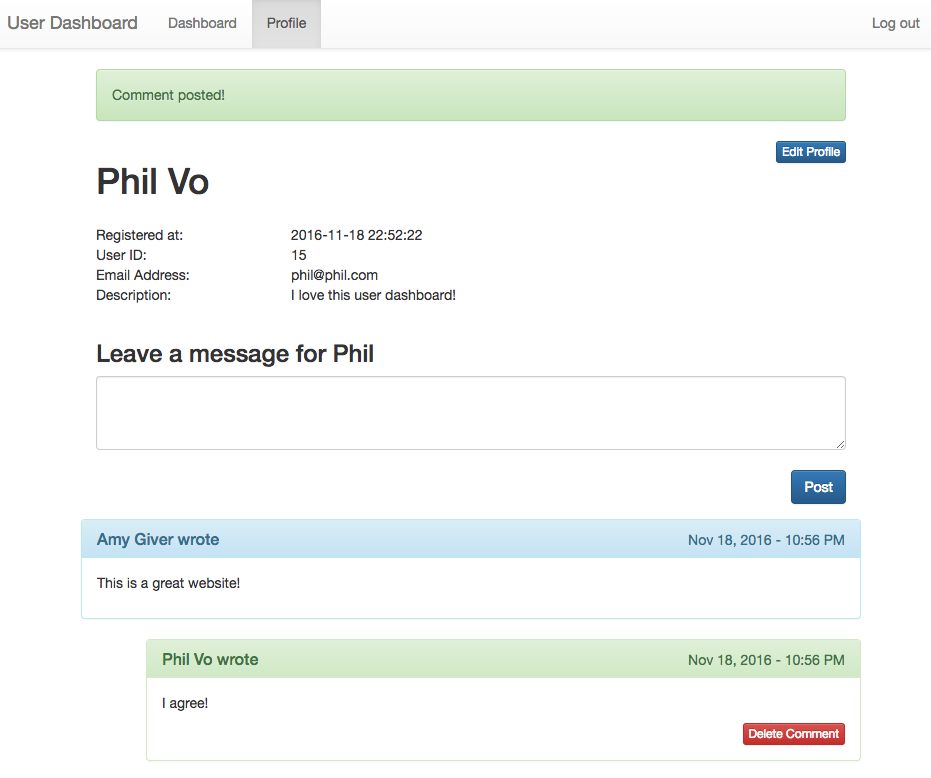 User Dashboard Dashboard Profile Log out
Comment posted!
Edit Profile
Phil Vo
Registered at: 2016-11-18 22:52:22
User ID: 15
Email Address: phil@phil.com
Description: I love this user dashboard!
Leave a message for Phil
Post
Amy Giver wrote Nov 18, 2016 - 10:56 PM
This is a great website!
Phil Vo wrote Nov 18, 2016 - 10:56 PM
I agree!
Delete Comment